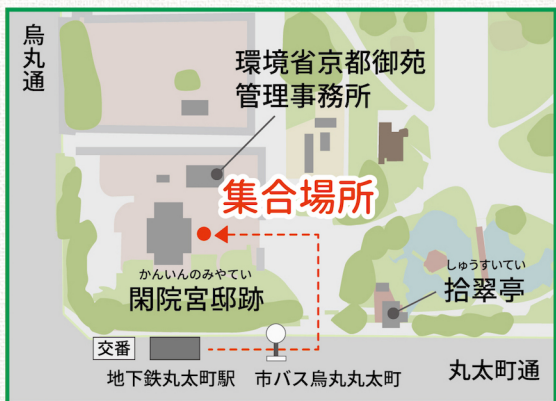 烏丸通
環境省京都御苑
管理事務所
集合場所
かんいんのみやてい
閑院宮邸跡
しゅうすいてい
拾翠亭
交番
地下鉄丸太町駅
市バス烏丸丸太町
丸太町通